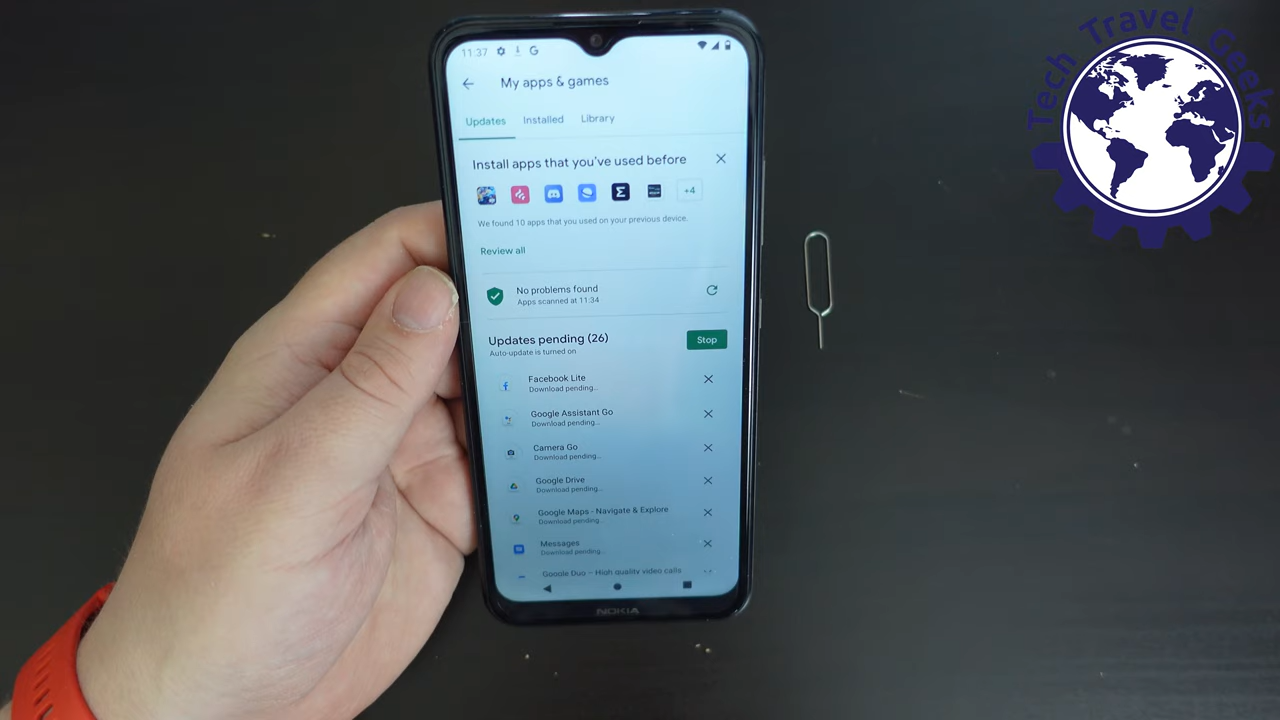 Tech Travel Geeks
11:37
My apps & games
Updates Installed Library
Install apps that you've used before
+4
We found 10 apps that you used on your previous device.
Review all
No problems found
Apps scanned at 11:34
Updates pending (26)
Stop
Auto-update is turned on
Facebook Lite
Download pending...
Google Assistant Go
Download pending...
Camera Go
Download pending...
Google Drive
Download pending...
Google Maps - Navigate & Explore
Download pending...
Messages
Download pending...
Google Duo – High quality video calls
NOKIA